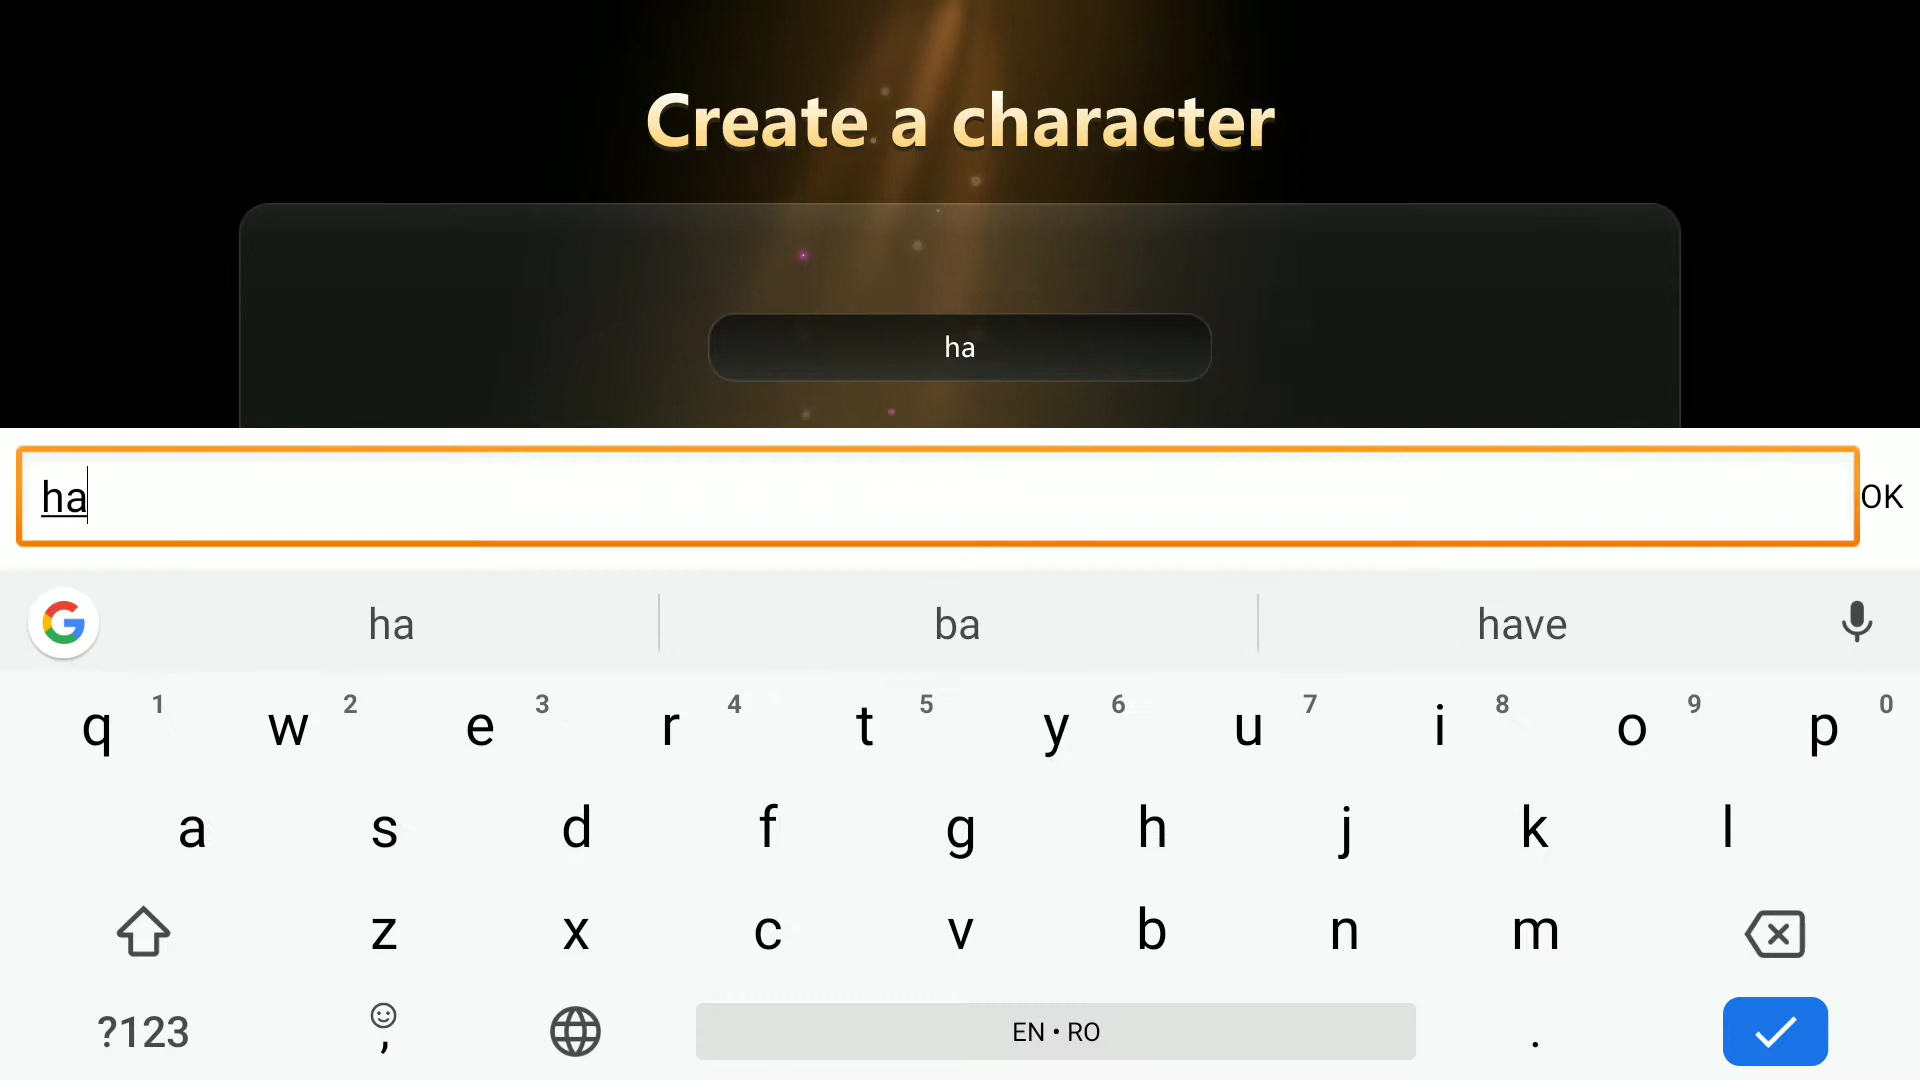 Create a character
ha
ha OK
ha ba have
q 1 w 2 e 3 r 4 t 5 y 6 u 7 i 8 o 9 p 0
a s d f g h j k l
z x c v b n m
?123 , EN • RO .